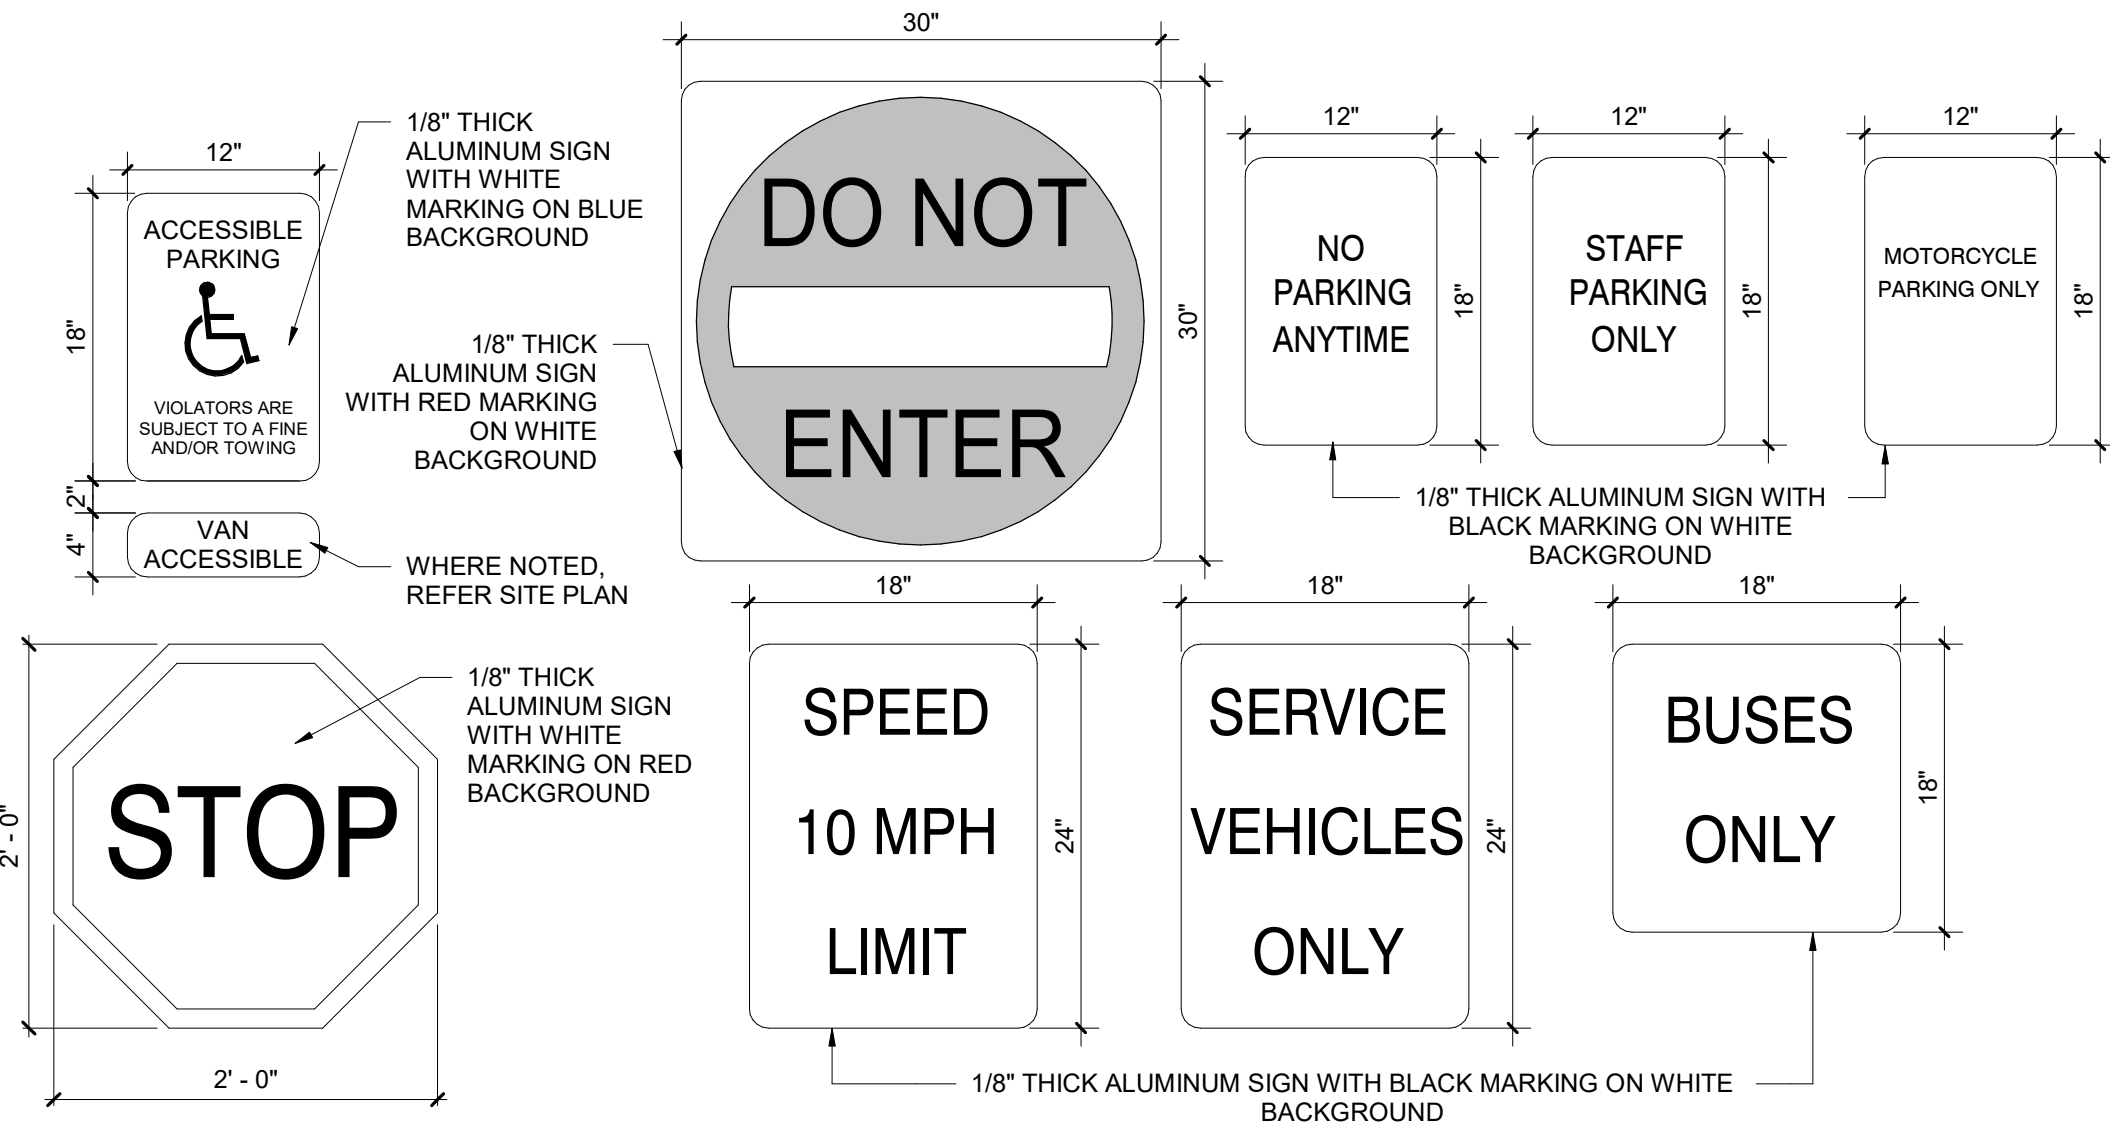 30"
12"
1/8" THICK
ALUMINUM SIGN
WITH WHITE
MARKING ON BLUE
BACKGROUND
18"
ACCESSIBLE
PARKING
VIOLATORS ARE
SUBJECT TO A FINE
AND/OR TOWING
2"
4"
VAN
ACCESSIBLE
WHERE NOTED,
REFER SITE PLAN
1/8" THICK
ALUMINUM SIGN
WITH RED MARKING
ON WHITE
BACKGROUND
DO NOT
ENTER
30"
12"
NO
PARKING
ANYTIME
18"
12"
STAFF
PARKING
ONLY
18"
12"
MOTORCYCLE
PARKING ONLY
18"
1/8" THICK ALUMINUM SIGN WITH
BLACK MARKING ON WHITE
BACKGROUND
2' - 0"
STOP
2' - 0"
1/8" THICK
ALUMINUM SIGN
WITH WHITE
MARKING ON RED
BACKGROUND
18"
SPEED
10 MPH
LIMIT
24"
18"
SERVICE
VEHICLES
ONLY
24"
18"
BUSES
ONLY
18"
1/8" THICK ALUMINUM SIGN WITH BLACK MARKING ON WHITE
BACKGROUND